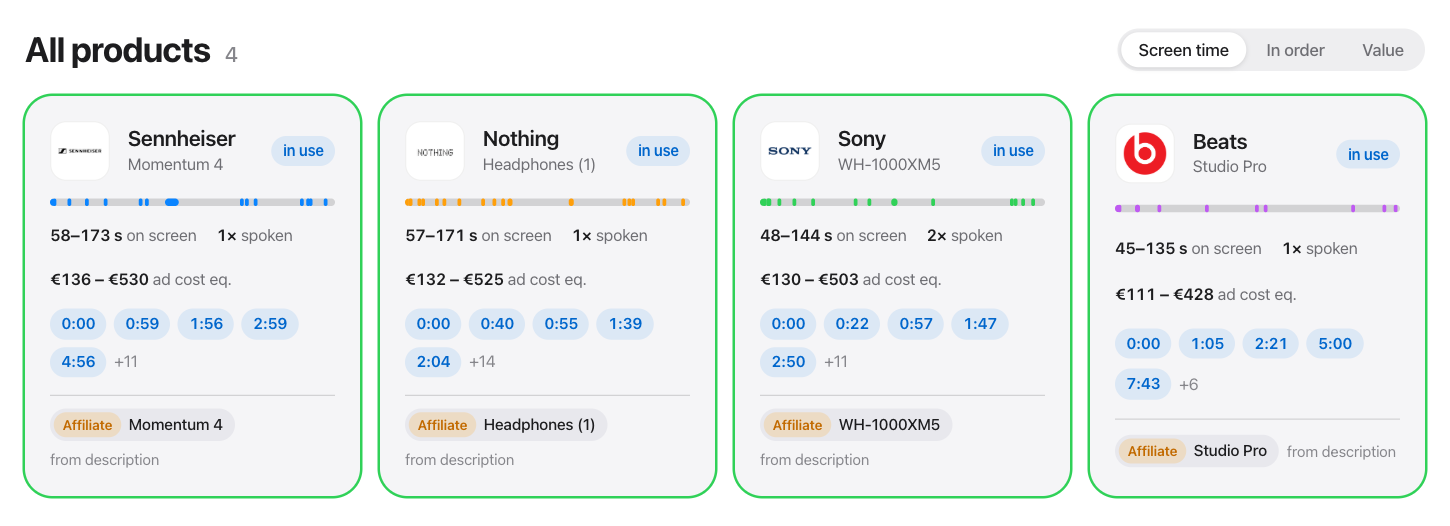 All products 4
Screen time In order Value
SENNHEISER
Sennheiser
Momentum 4
in use
58–173 s on screen 1× spoken
€136 – €530 ad cost eq.
0:00 0:59 1:56 2:59
4:56 +11
Affiliate Momentum 4
from description
NOTHING
Nothing
Headphones (1)
in use
57–171 s on screen 1× spoken
€132 – €525 ad cost eq.
0:00 0:40 0:55 1:39
2:04 +14
Affiliate Headphones (1)
from description
SONY
Sony
WH-1000XM5
in use
48–144 s on screen 2× spoken
€130 – €503 ad cost eq.
0:00 0:22 0:57 1:47
2:50 +11
Affiliate WH-1000XM5
from description
b
Beats
Studio Pro
in use
45–135 s on screen 1× spoken
€111 – €428 ad cost eq.
0:00 1:05 2:21 5:00
7:43 +6
Affiliate Studio Pro from description